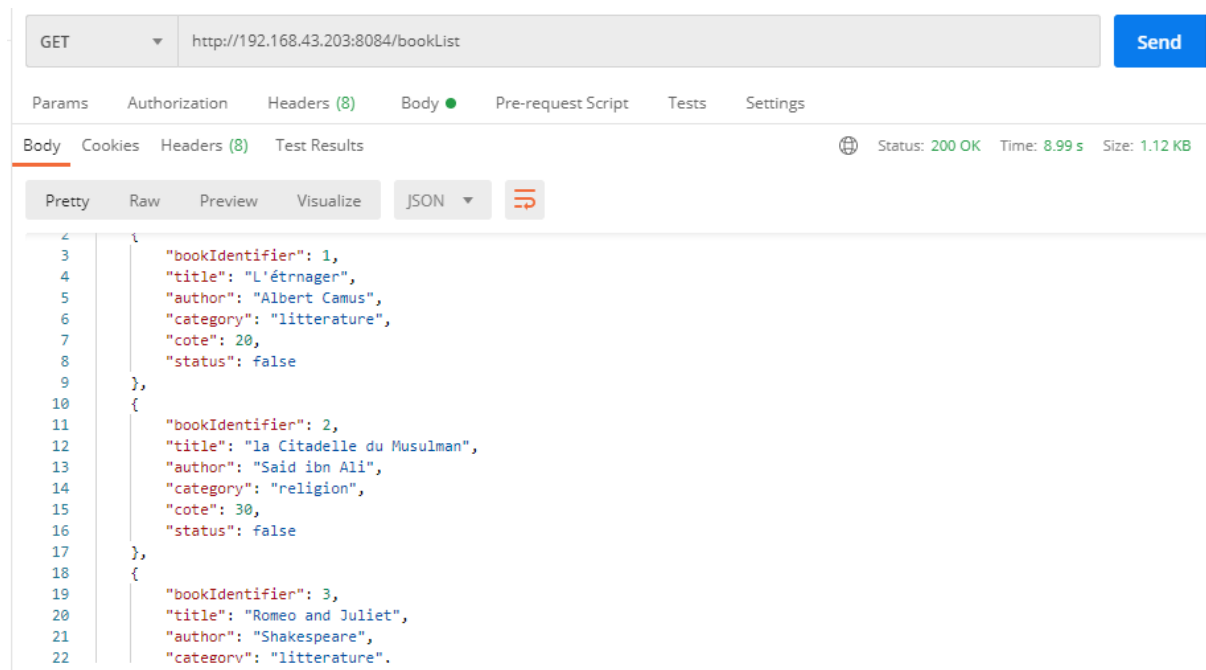 GET http://192.168.43.203:8084/bookList Send
Params Authorization Headers (8) Body Pre-request Script Tests Settings
Body Cookies Headers (8) Test Results Status: 200 OK Time: 8.99 s Size: 1.12 KB
Pretty Raw Preview Visualize JSON
2 {
3 "bookIdentifier": 1,
4 "title": "L'étrnager",
5 "author": "Albert Camus",
6 "category": "litterature",
7 "cote": 20,
8 "status": false
9 },
10 {
11 "bookIdentifier": 2,
12 "title": "la Citadelle du Musulman",
13 "author": "Said ibn Ali",
14 "category": "religion",
15 "cote": 30,
16 "status": false
17 },
18 {
19 "bookIdentifier": 3,
20 "title": "Romeo and Juliet",
21 "author": "Shakespeare",
22 "category": "litterature",